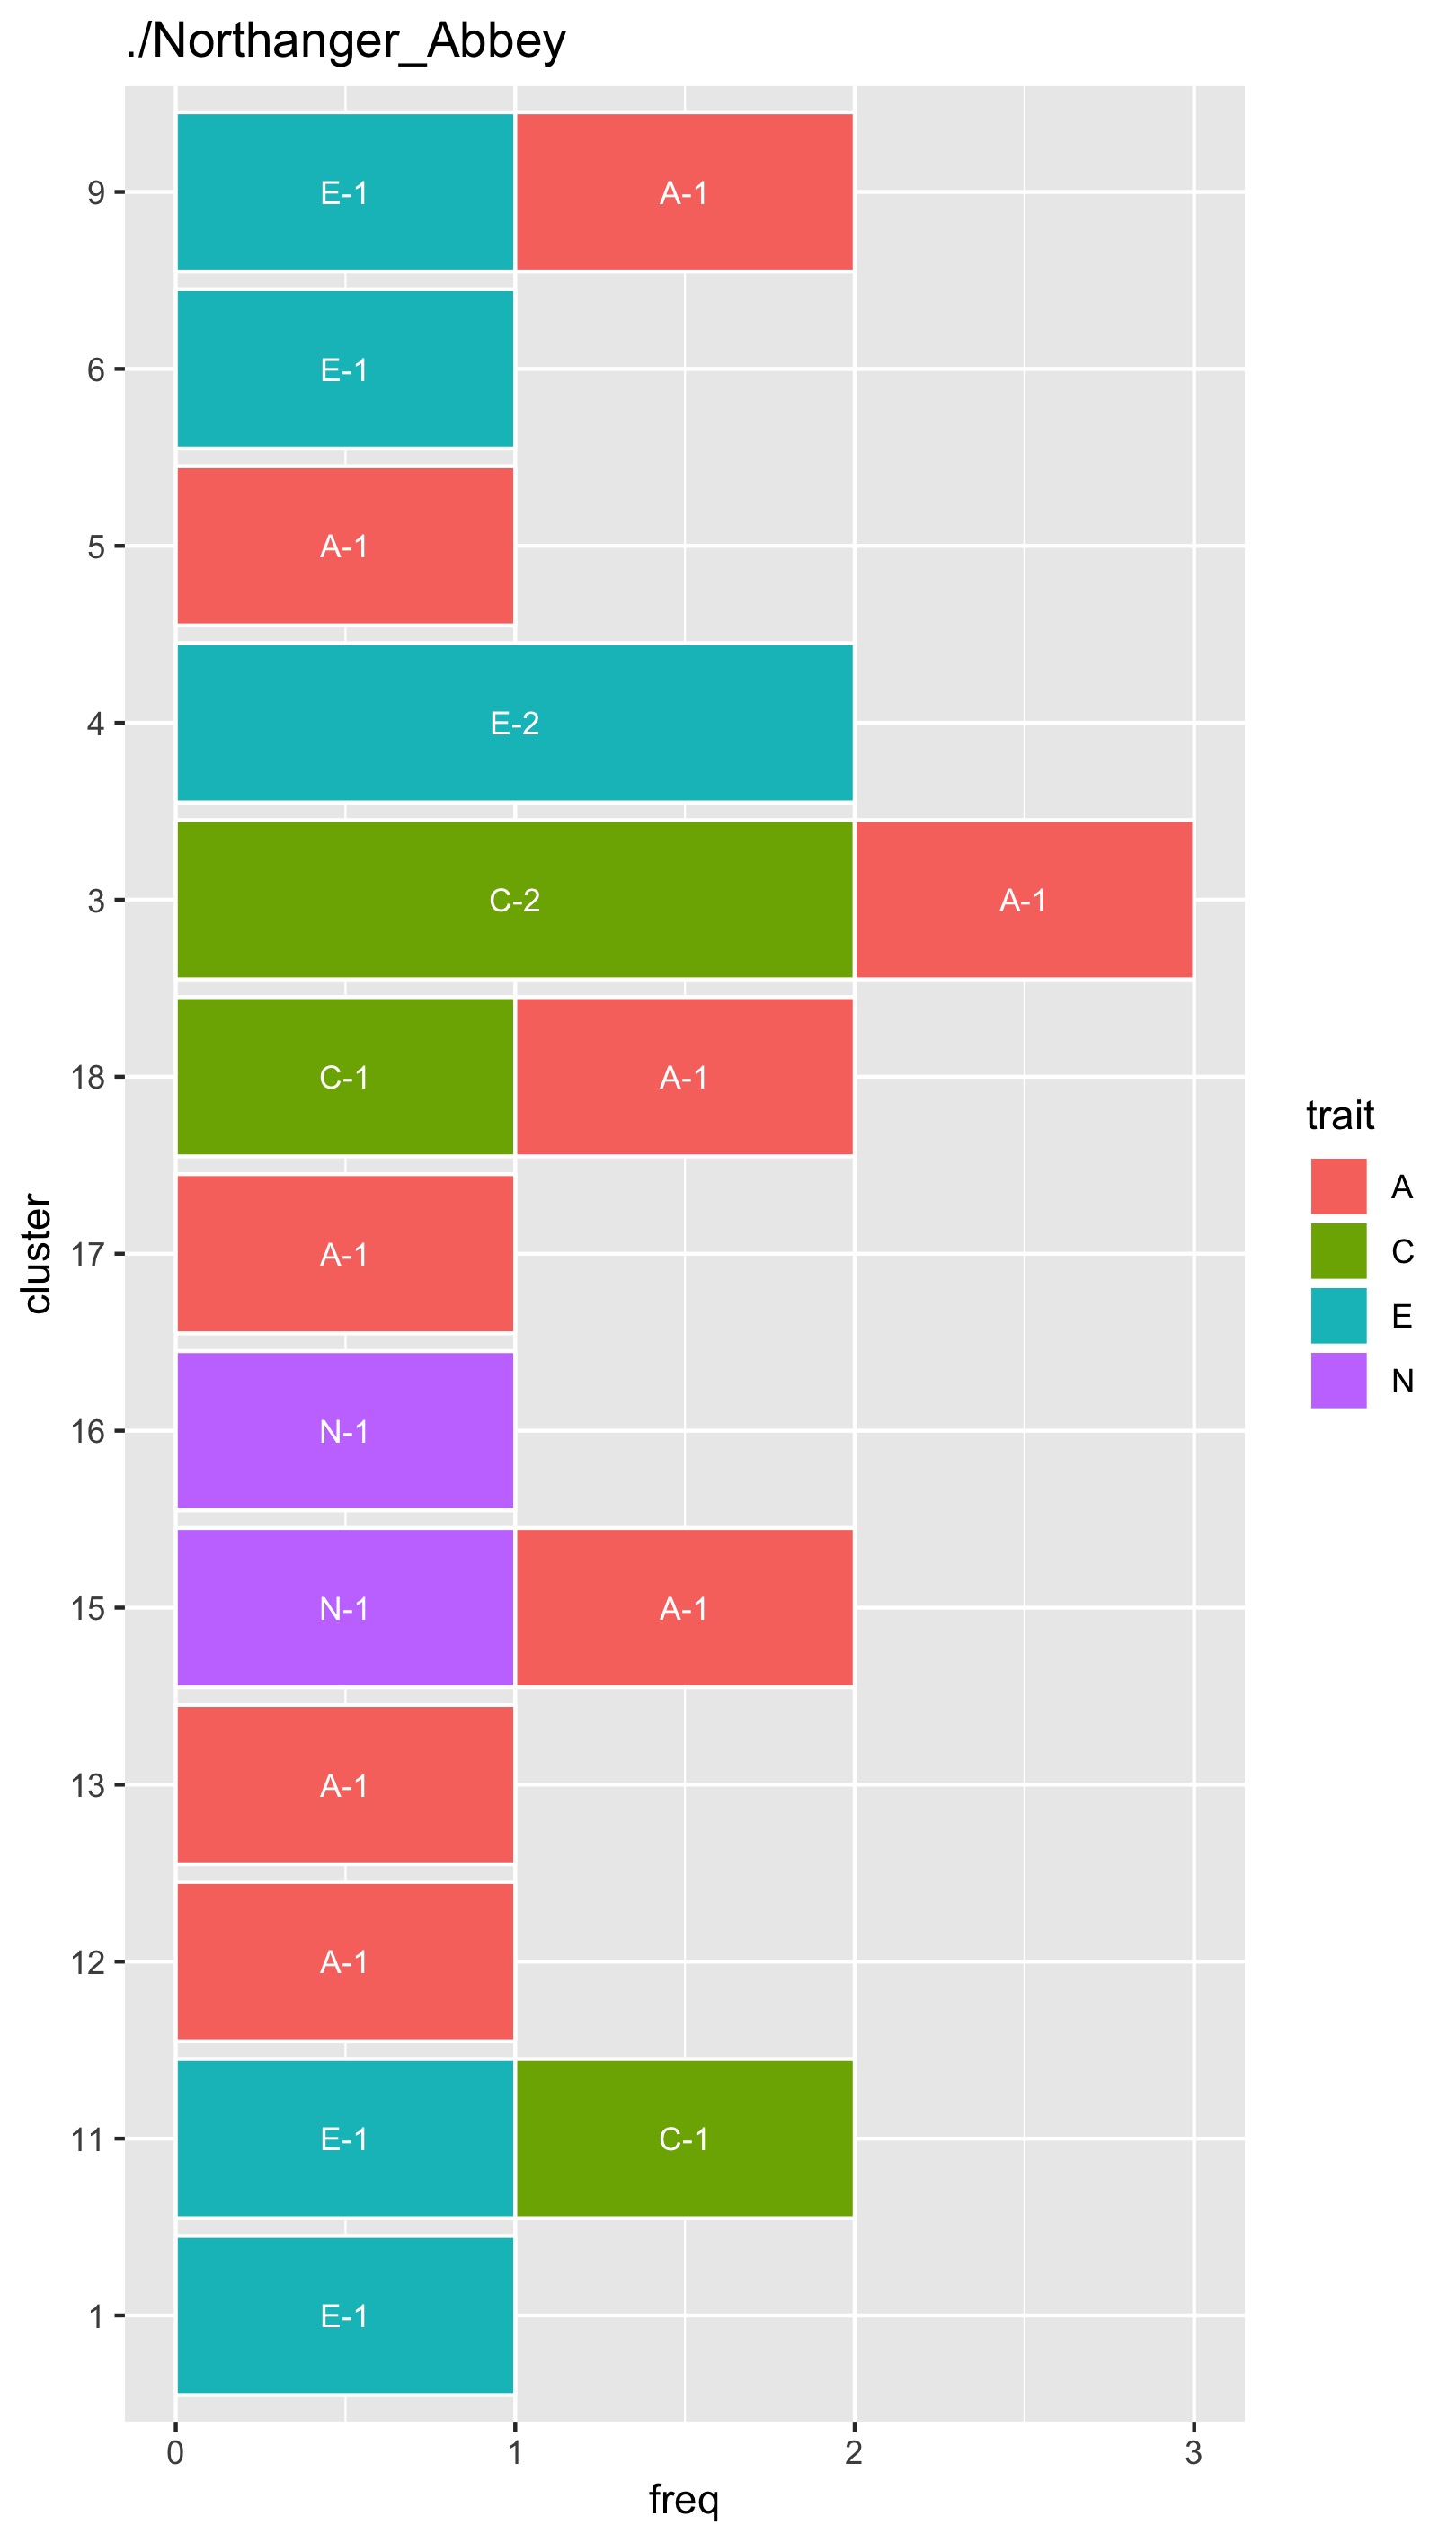 ./Northanger_Abbey
cluster
9
E-1 A-1
6
E-1
5
A-1
4
E-2
3
C-2 A-1
18
C-1 A-1
17
A-1
16
N-1
15
N-1 A-1
13
A-1
12
A-1
11
E-1 C-1
1
E-1
0 1 2 3
freq
trait
A
C
E
N